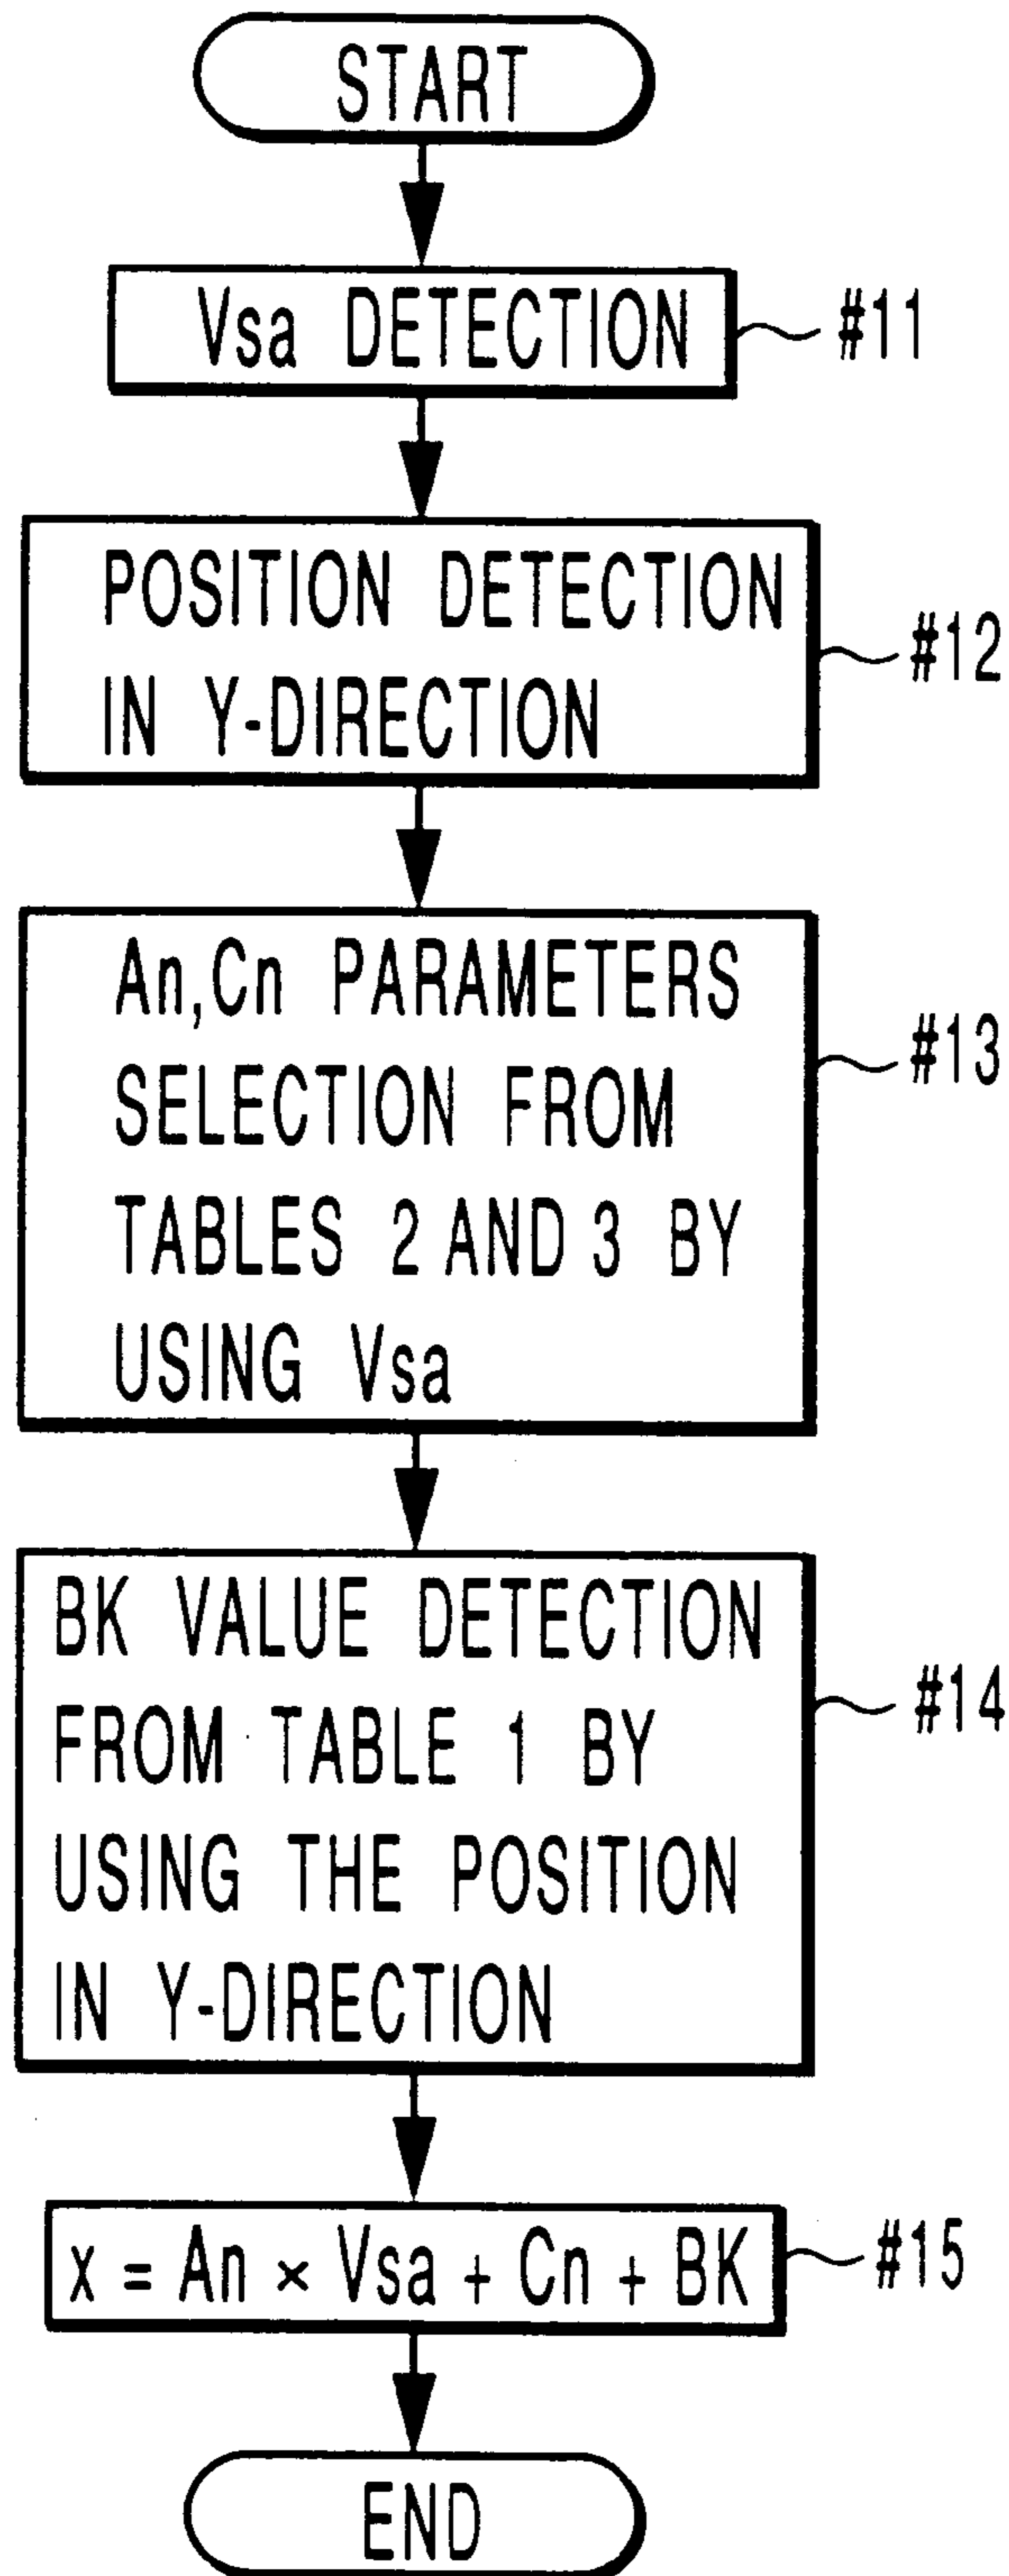 START
Vsa DETECTION
#11
POSITION DETECTION
IN Y-DIRECTION
#12
An,Cn PARAMETERS
SELECTION FROM
TABLES 2 AND 3 BY
USING Vsa
#13
BK VALUE DETECTION
FROM TABLE 1 BY
USING THE POSITION
IN Y-DIRECTION
#14
x = An × Vsa + Cn + BK
#15
END